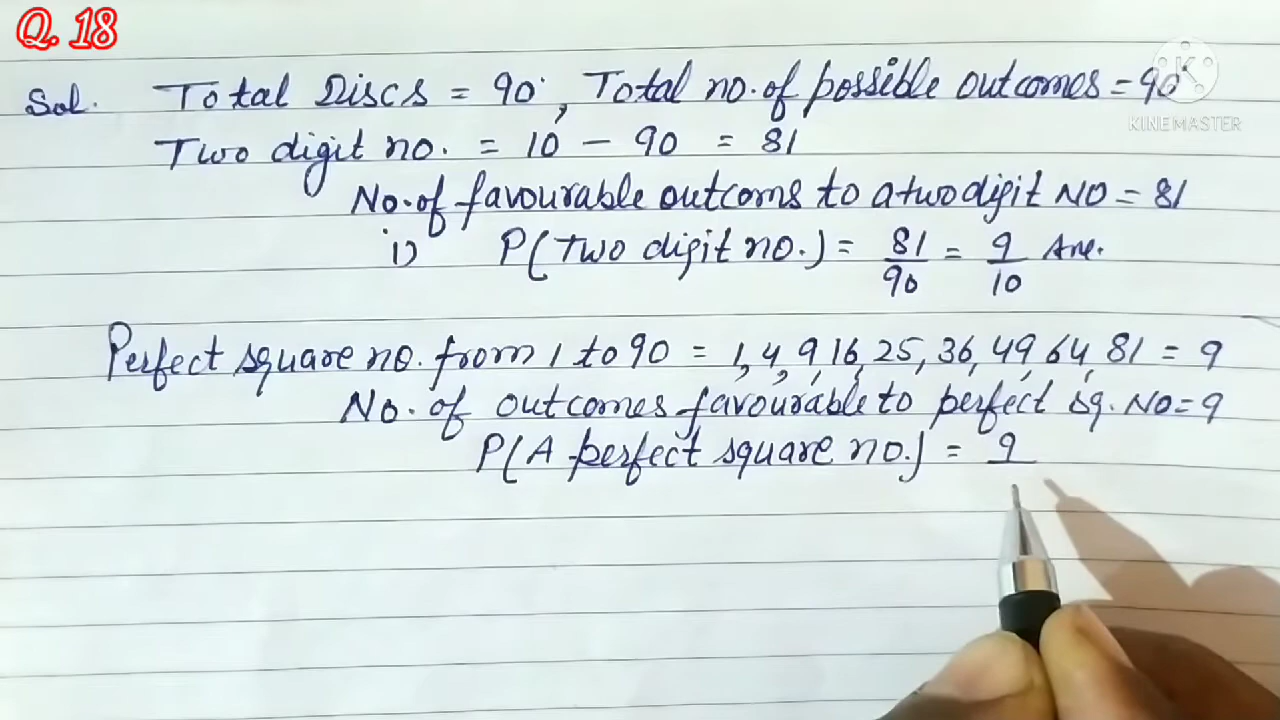 Q. 18
Sol. Total Discs = 90, Total no. of possible outcomes = 90
KINEMASTER
Two digit no. = 10 - 90 = 81
No. of favourable outcoms to a two digit NO = 81
i) P(Two digit no.) = 81/90 = 9/10 Ans.
Perfect square no. from 1 to 90 = 1, 4, 9, 16, 25, 36, 49, 64, 81 = 9
No. of outcomes favourable to perfect sq. NO = 9
P(A perfect square no.) = 9